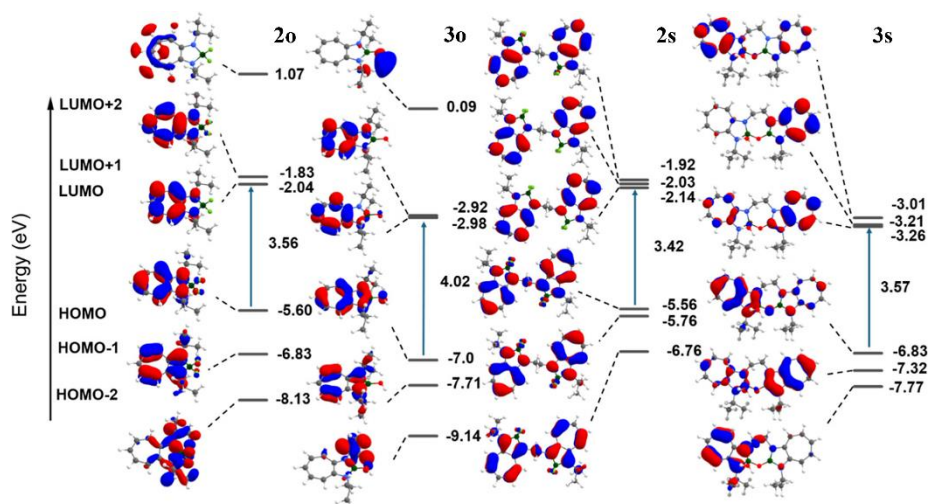 2o
3o
2s
3s
Energy (eV)
LUMO+2
LUMO+1
LUMO
HOMO
HOMO-1
HOMO-2
1.07
-1.83
-2.04
3.56
-5.60
-6.83
-8.13
0.09
-2.92
-2.98
4.02
-7.0
-7.71
-9.14
-1.92
-2.03
-2.14
3.42
-5.56
-5.76
-6.76
-3.01
-3.21
-3.26
3.57
-6.83
-7.32
-7.77